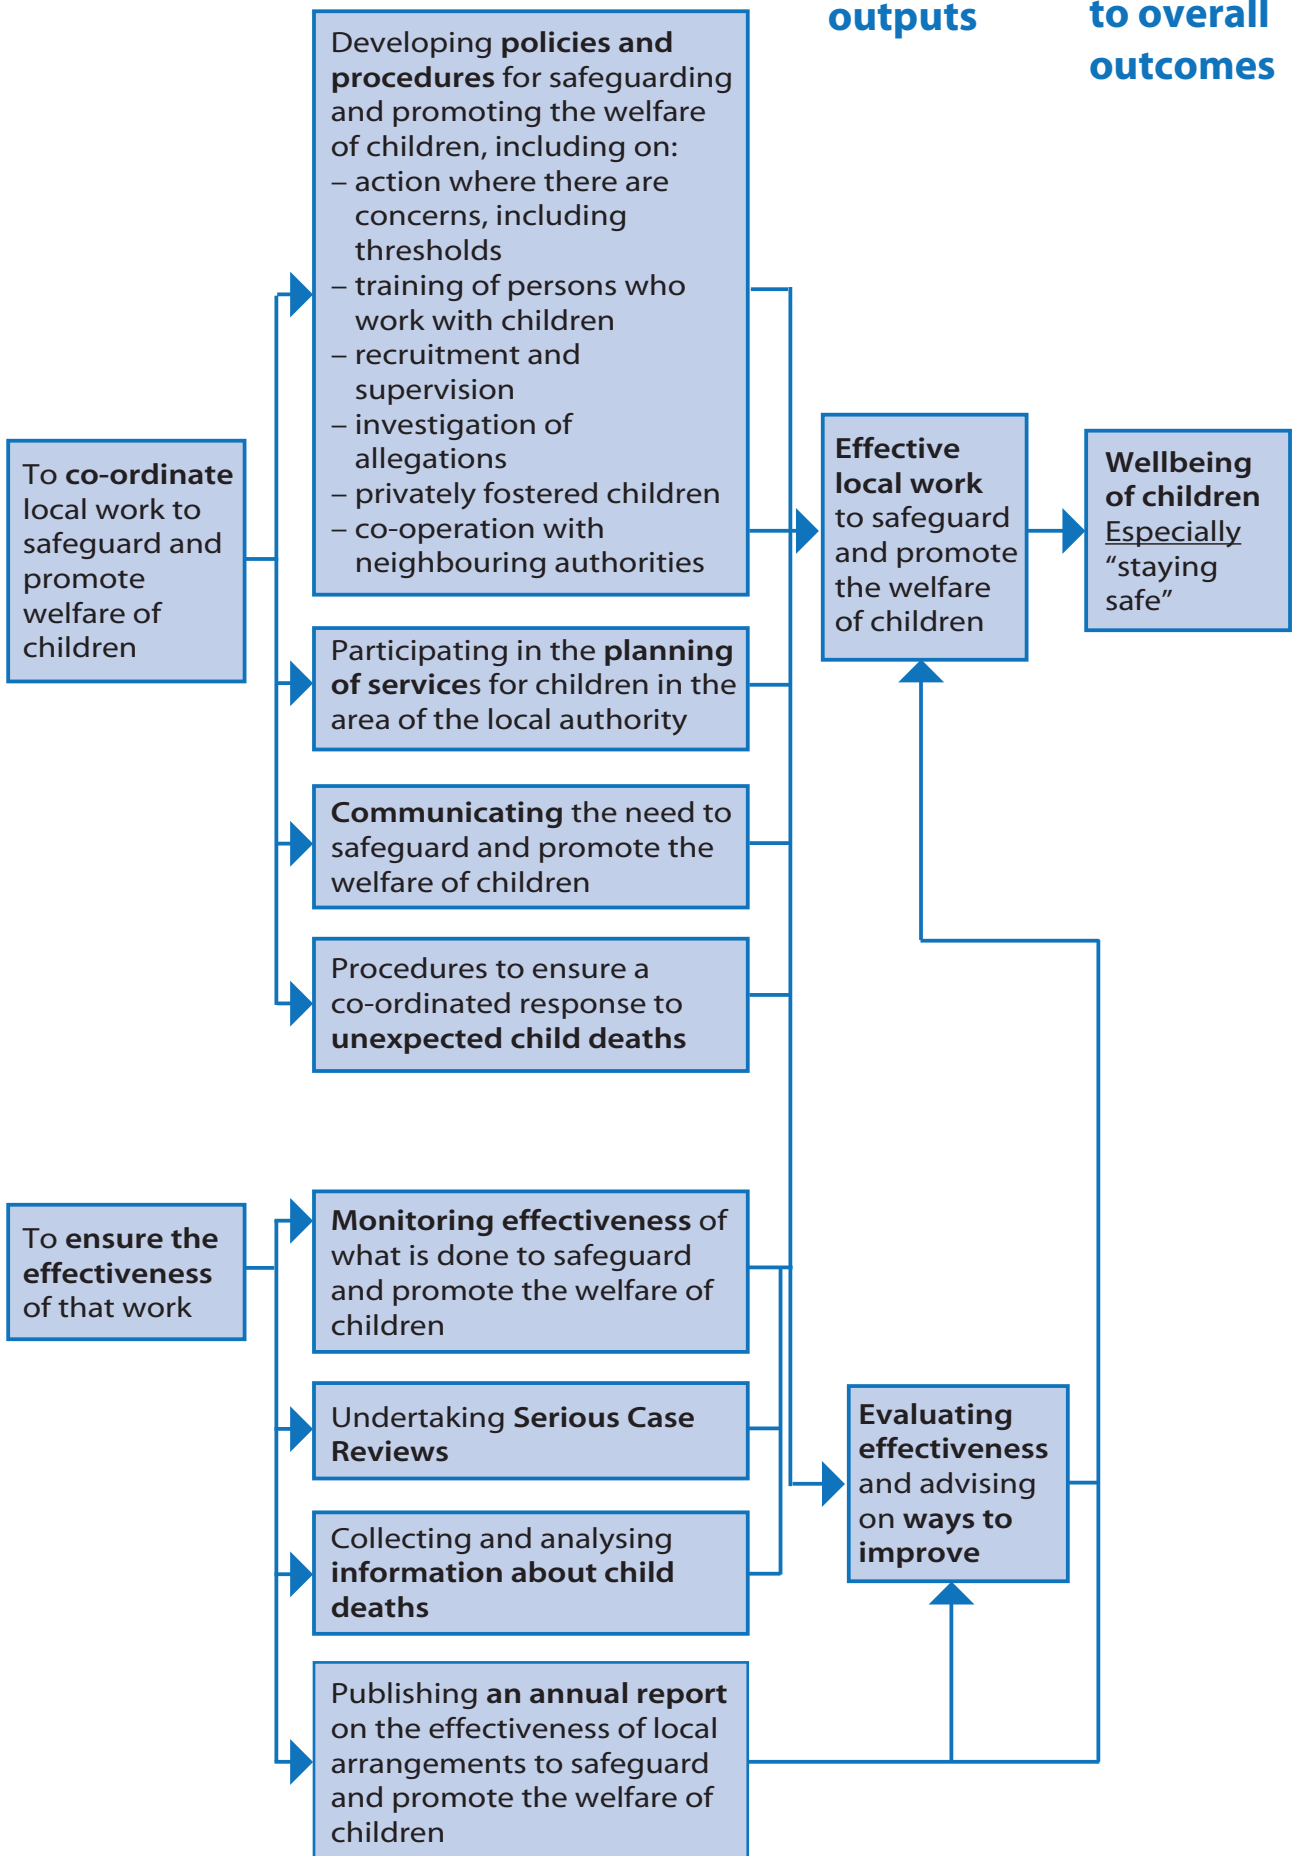 outputs
to overall
outcomes
To co-ordinate
local work to
safeguard and
promote
welfare of
children
Developing policies and
procedures for safeguarding
and promoting the welfare
of children, including on:
– action where there are
concerns, including
thresholds
– training of persons who
work with children
– recruitment and
supervision
– investigation of
allegations
– privately fostered children
– co-operation with
neighbouring authorities
Participating in the planning
of services for children in the
area of the local authority
Communicating the need to
safeguard and promote the
welfare of children
Procedures to ensure a
co-ordinated response to
unexpected child deaths
Effective
local work
to safeguard
and promote
the welfare
of children
Wellbeing
of children
Especially
“staying
safe”
To ensure the
effectiveness
of that work
Monitoring effectiveness of
what is done to safeguard
and promote the welfare of
children
Undertaking Serious Case
Reviews
Collecting and analysing
information about child
deaths
Publishing an annual report
on the effectiveness of local
arrangements to safeguard
and promote the welfare of
children
Evaluating
effectiveness
and advising
on ways to
improve